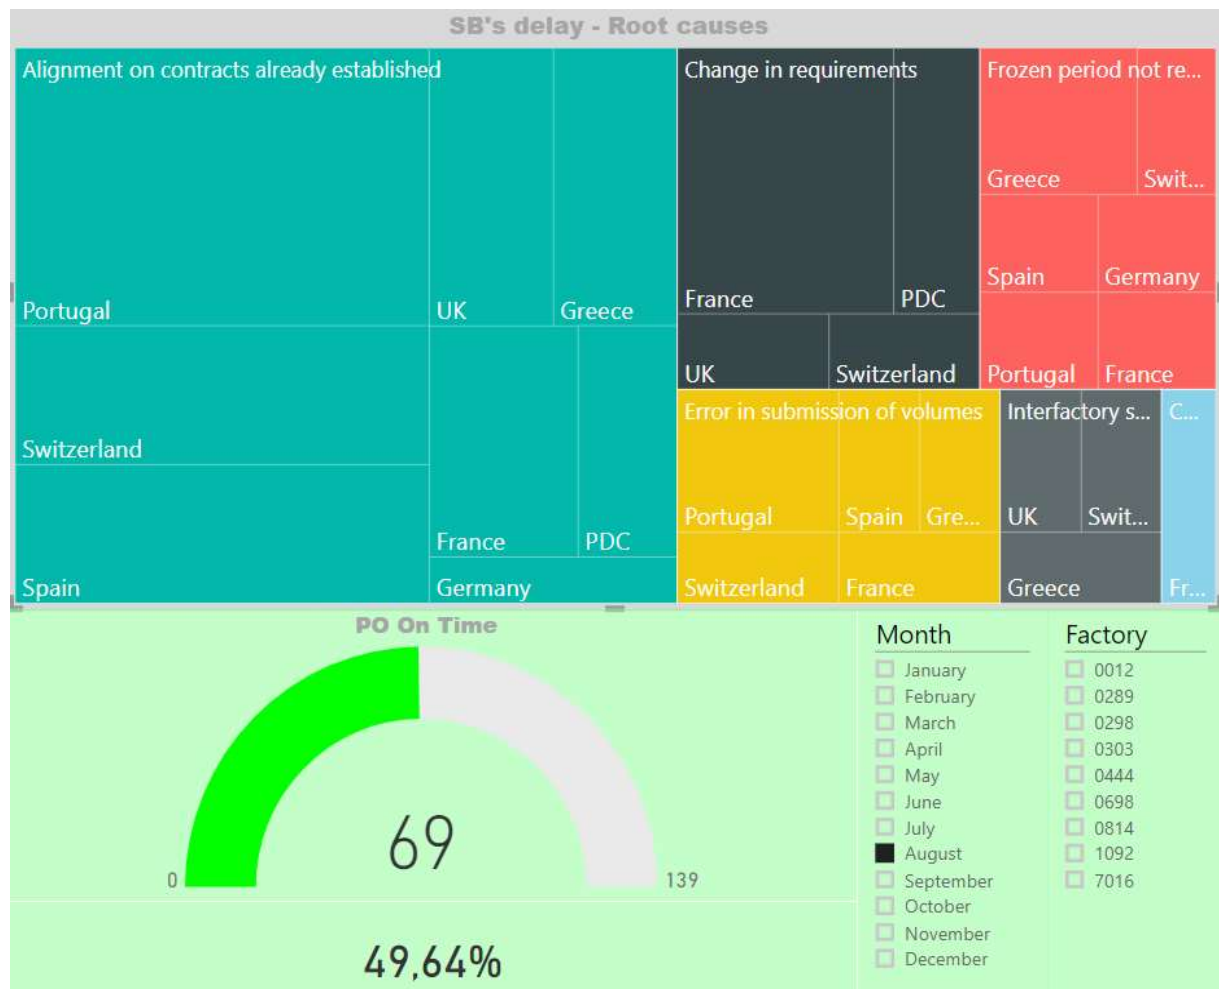 SB's delay - Root causes
Alignment on contracts already established
Portugal
UK
Greece
Switzerland
Spain
France
PDC
Germany
Change in requirements
France
PDC
UK
Switzerland
Frozen period not re...
Greece
Swit...
Spain
Germany
Portugal
France
Error in submission of volumes
Portugal
Spain
Gre...
Switzerland
France
Interfactory s...
UK
Swit...
Greece
C...
Fr...
PO On Time
69
0
139
49,64%
Month
January
February
March
April
May
June
July
August
September
October
November
December
Factory
0012
0289
0298
0303
0444
0698
0814
1092
7016